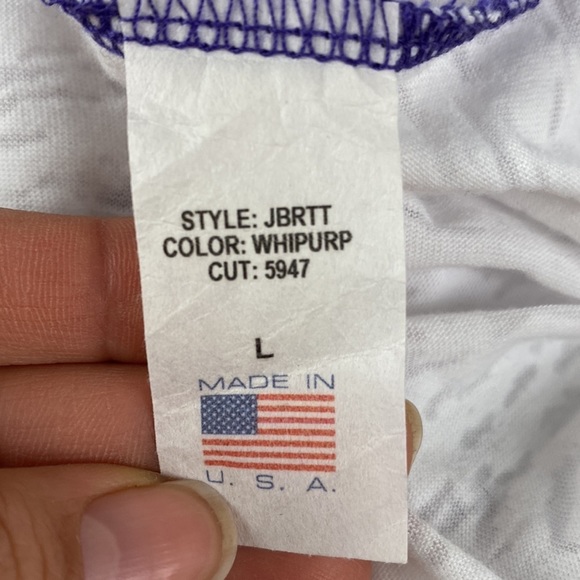 STYLE: JBRTT
COLOR: WHIPURP
CUT: 5947
L
MADE IN
U. S. A.